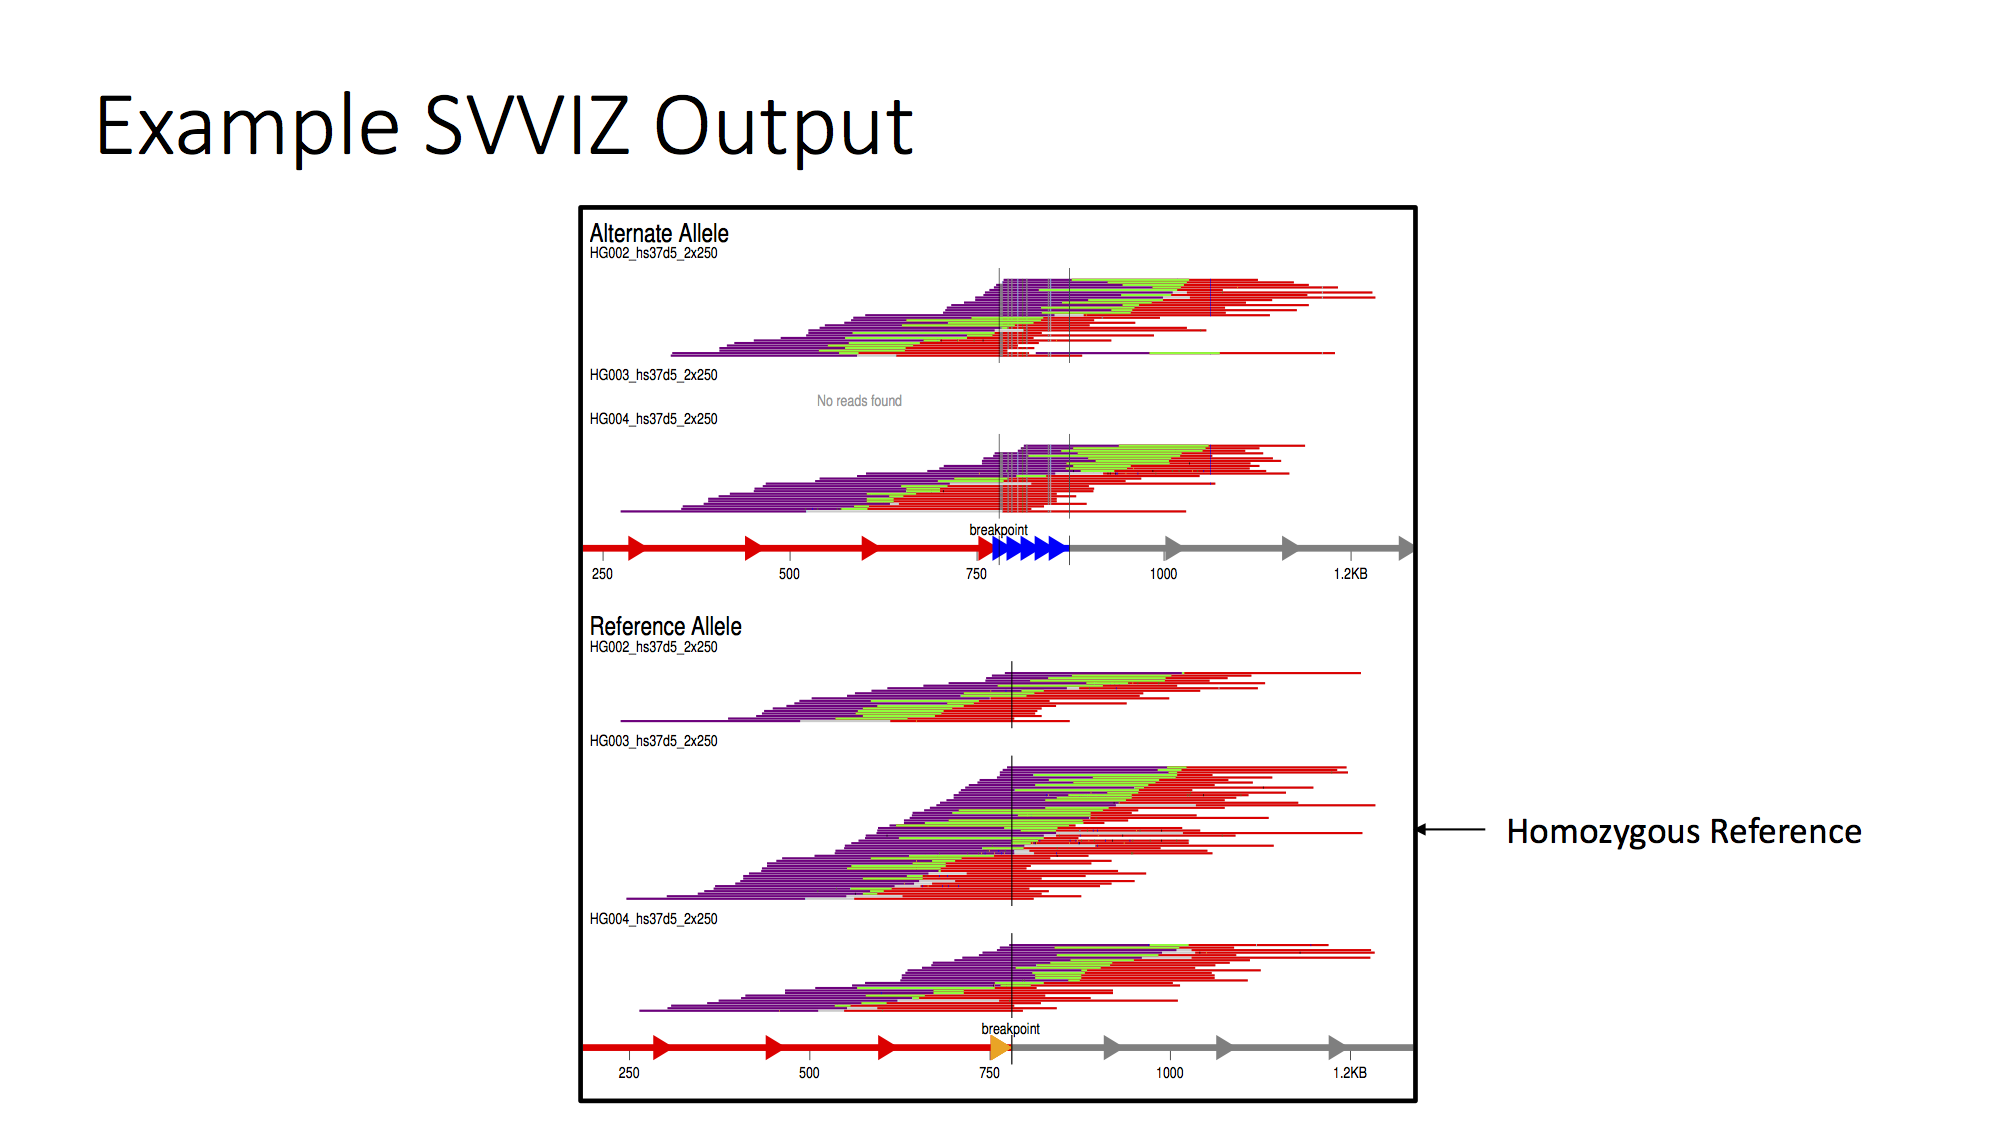 Example SVVIZ Output
Alternate Allele
HG002_hs37d5_2x250
HG003_hs37d5_2x250
No reads found
HG004_hs37d5_2x250
breakpoint
250 500 750 1000 1.2KB
Reference Allele
HG002_hs37d5_2x250
HG003_hs37d5_2x250
Homozygous Reference
HG004_hs37d5_2x250
breakpoint
250 500 750 1000 1.2KB